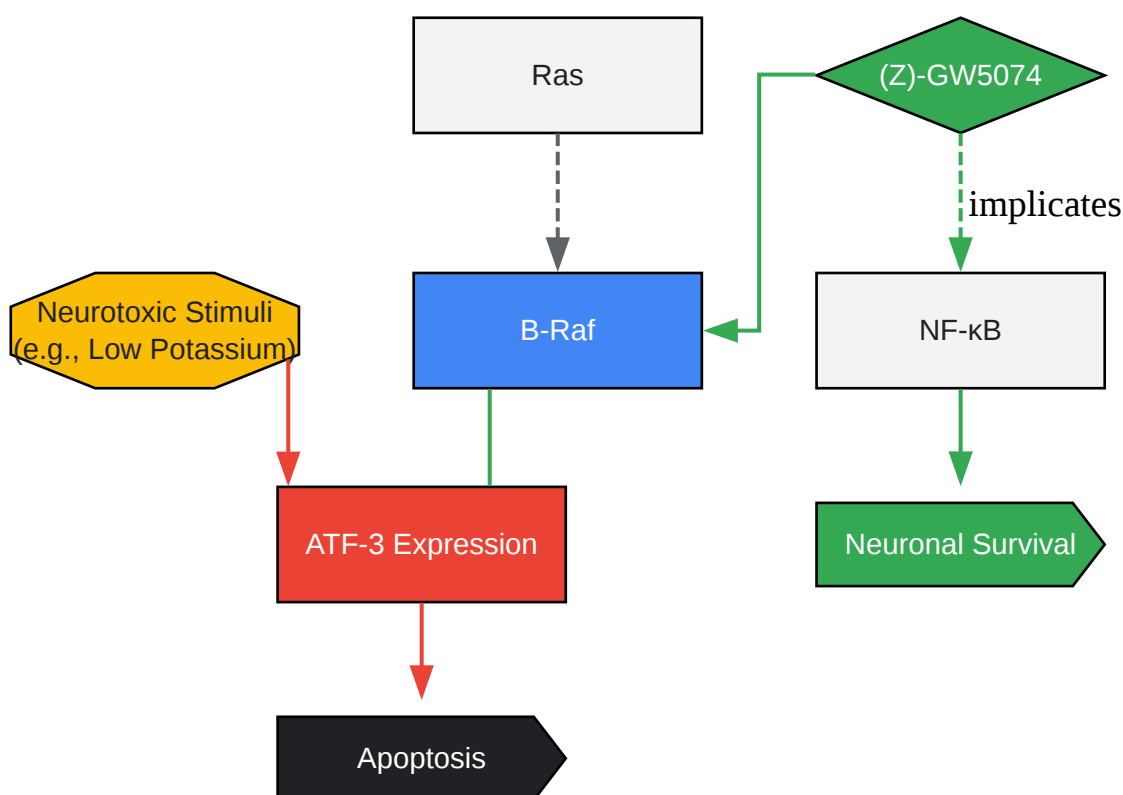 Ras
(Z)-GW5074
implicates
Neurotoxic Stimuli
(e.g., Low Potassium)
B-Raf
NF-κB
ATF-3 Expression
Neuronal Survival
Apoptosis